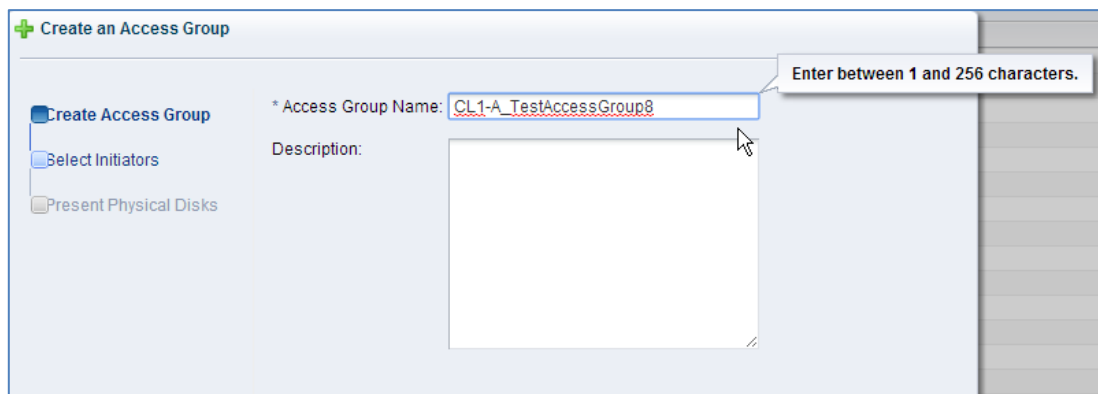 Create an Access Group
Enter between 1 and 256 characters.
Create Access Group
* Access Group Name: CL1-A_TestAccessGroup8
Select Initiators
Description:
Present Physical Disks